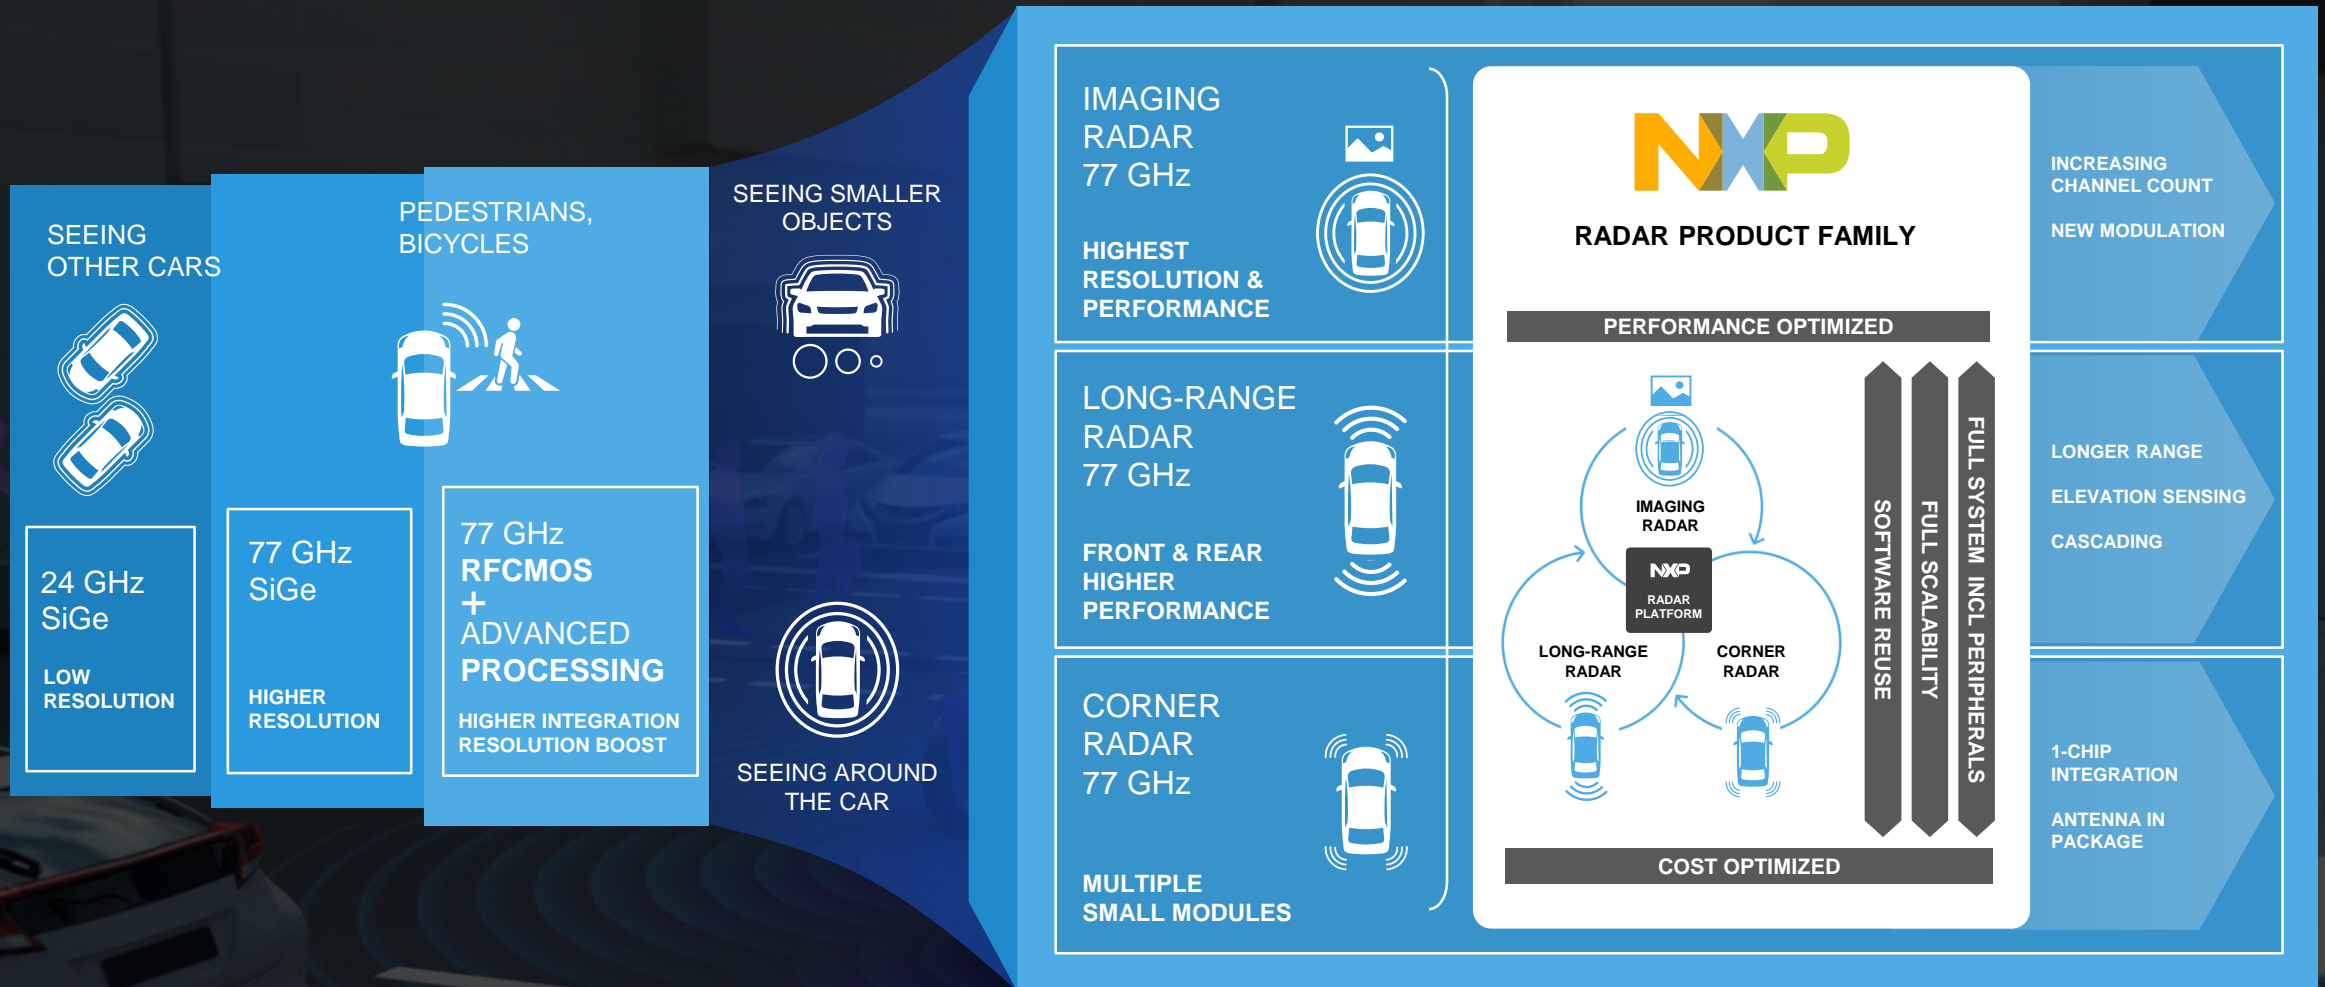 SEEING
OTHER CARS
24 GHz
SiGe
LOW
RESOLUTION
PEDESTRIANS,
BICYCLES
77 GHz
SiGe
HIGHER
RESOLUTION
77 GHz
RFCMOS
+
ADVANCED
PROCESSING
HIGHER INTEGRATION
RESOLUTION BOOST
SEEING SMALLER
OBJECTS
SEEING AROUND
THE CAR
IMAGING
RADAR
77 GHz
HIGHEST
RESOLUTION &
PERFORMANCE
LONG-RANGE
RADAR
77 GHz
FRONT & REAR
HIGHER
PERFORMANCE
CORNER
RADAR
77 GHz
MULTIPLE
SMALL MODULES
NXP
RADAR PRODUCT FAMILY
PERFORMANCE OPTIMIZED
IMAGING
RADAR
NXP
RADAR
PLATFORM
LONG-RANGE
RADAR
CORNER
RADAR
SOFTWARE REUSE
FULL SCALABILITY
FULL SYSTEM INCL PERIPHERALS
COST OPTIMIZED
INCREASING
CHANNEL COUNT
NEW MODULATION
LONGER RANGE
ELEVATION SENSING
CASCADING
1-CHIP
INTEGRATION
ANTENNA IN
PACKAGE